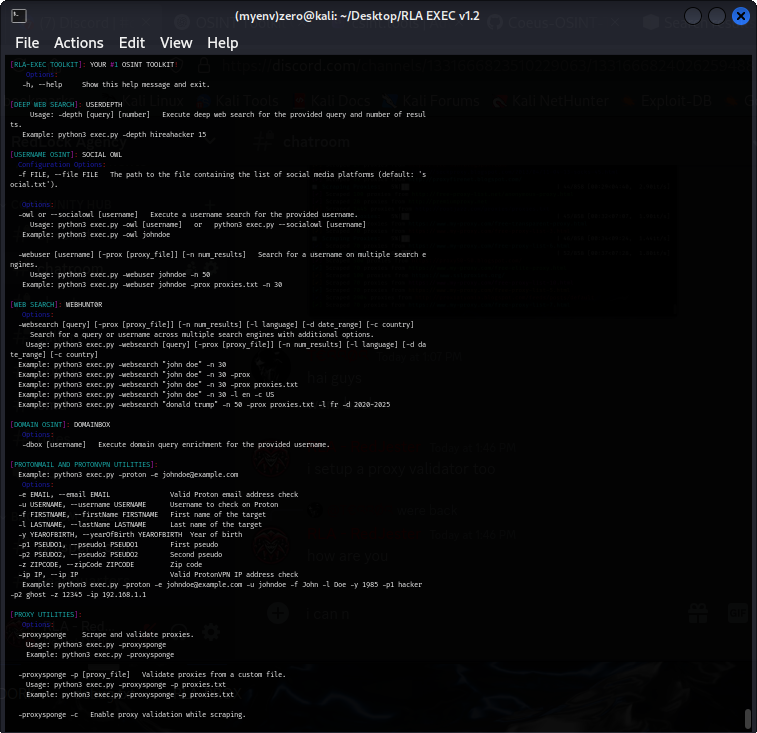 (myenv)zero@kali: ~/Desktop/RLA EXEC v1.2
File Actions Edit View Help
[RLA-EXEC TOOLKIT]: YOUR #1 OSINT TOOLKIT!
Options:
-h, --help Show this help message and exit.
[DEEP WEB SEARCH]: USERDEPTH
Usage: -depth [query] [number] Execute deep web search for the provided query and number of resul
ts.
Example: python3 exec.py -depth hireahacker 15
[USERNAME OSINT]: SOCIAL OWL
Configuration Options:
-f FILE, --file FILE The path to the file containing the list of social media platforms (default: 's
ocial.txt').
Options:
-owl or --socialowl [username] Execute a username search for the provided username.
Usage: python3 exec.py -owl [username] or python3 exec.py --socialowl [username]
Example: python3 exec.py -owl johndoe
-webuser [username] [-prox [proxy_file]] [-n num_results] Search for a username on multiple search e
ngines.
Usage: python3 exec.py -webuser johndoe -n 50
Example: python3 exec.py -webuser johndoe -prox proxies.txt -n 30
[WEB SEARCH]: WEBHUNT0R
Options:
-websearch [query] [-prox [proxy_file]] [-n num_results] [-l language] [-d date_range] [-c country]
Search for a query or username across multiple search engines with additional options.
Usage: python3 exec.py -websearch [query] [-prox [proxy_file]] [-n num_results] [-l language] [-d da
te_range] [-c country]
Example: python3 exec.py -websearch "john doe" -n 30
Example: python3 exec.py -websearch "john doe" -n 30 -prox
Example: python3 exec.py -websearch "john doe" -n 30 -prox proxies.txt
Example: python3 exec.py -websearch "john doe" -n 30 -l en -c US
Example: python3 exec.py -websearch "donald trump" -n 50 -prox proxies.txt -l fr -d 2020-2025
[DOMAIN OSINT]: DOMAINBOX
Options:
-dbox [username] Execute domain query enrichment for the provided username.
[PROTONMAIL AND PROTONVPN UTILITIES]:
Example: python3 exec.py -proton -e johndoe@example.com
Options:
-e EMAIL, --email EMAIL Valid Proton email address check
-u USERNAME, --username USERNAME Username to check on Proton
-f FIRSTNAME, --firstName FIRSTNAME First name of the target
-l LASTNAME, --lastName LASTNAME Last name of the target
-y YEAROFBIRTH, --yearOfBirth YEAROFBIRTH Year of birth
-p1 PSEUDO1, --pseudo1 PSEUDO1 First pseudo
-p2 PSEUDO2, --pseudo2 PSEUDO2 Second pseudo
-z ZIPCODE, --zipCode ZIPCODE Zip code
-ip IP, --ip IP Valid ProtonVPN IP address check
Example: python3 exec.py -proton -e johndoe@example.com -u johndoe -f John -l Doe -y 1985 -p1 hacker
-p2 ghost -z 12345 -ip 192.168.1.1
[PROXY UTILITIES]:
Options:
-proxysponge Scrape and validate proxies.
Usage: python3 exec.py -proxysponge
Example: python3 exec.py -proxysponge
-proxysponge -p [proxy_file] Validate proxies from a custom file.
Usage: python3 exec.py -proxysponge -p proxies.txt
Example: python3 exec.py -proxysponge -p proxies.txt
-proxysponge -c Enable proxy validation while scraping.